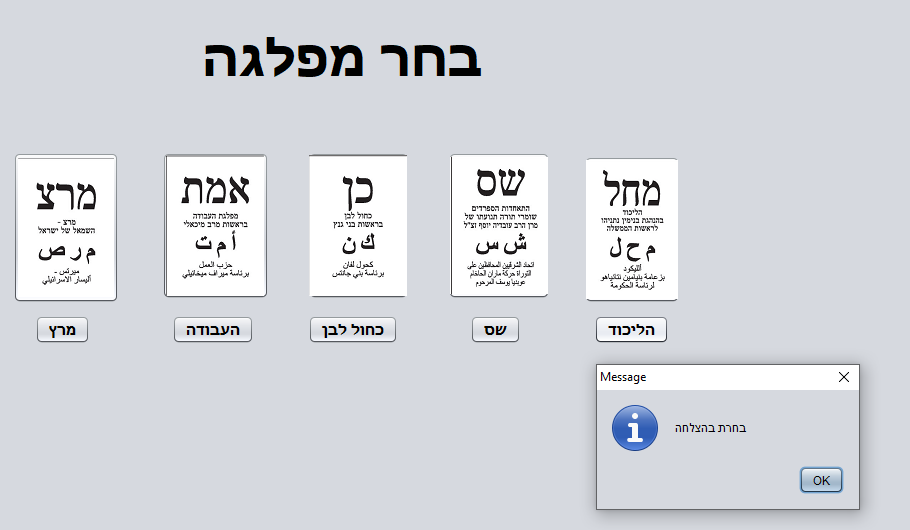 בחר מפלגה
מחל
הליכוד
בהנהגת בנימין נתניהו
לראשות הממשלה
م ح ل
الليكود
بزعامة بنيامين نتانياهو
لرئاسة الحكومة
הליכוד
שס
התאחדות הספרדים
שומרי תורה תנועתו של
מרן הרב עובדיה יוסף זצ"ל
ش س
اتحاد الشرقيين المحافظين على
التوراة حركة ماران الحاخام
عوبديا يوسف المرحوم
שס
כן
כחול לבן
בראשות בני גנץ
ك ن
كحول لفان
برئاسة بني جانتس
כחול לבן
אמת
מפלגת העבודה
בראשות מרב מיכאלי
أ م ت
حزب العمل
برئاسة ميراف ميخائيلي
העבודה
מרצ
מרצ -
השמאל של ישראל
م ر ص
ميرتس -
اليسار الاسرائيلي
מרץ
Message
בחרת בהצלחה
OK